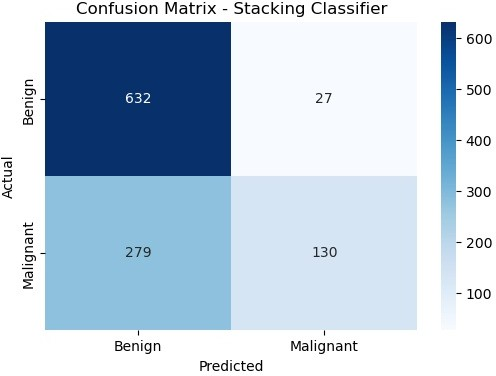 Confusion Matrix - Stacking Classifier
Actual
Benign
632
27
Malignant
279
130
Benign
Malignant
Predicted
600
500
400
300
200
100